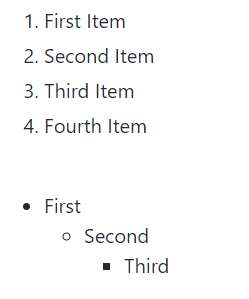 1. First Item
2. Second Item
3. Third Item
4. Fourth Item
• First
○ Second
▪ Third